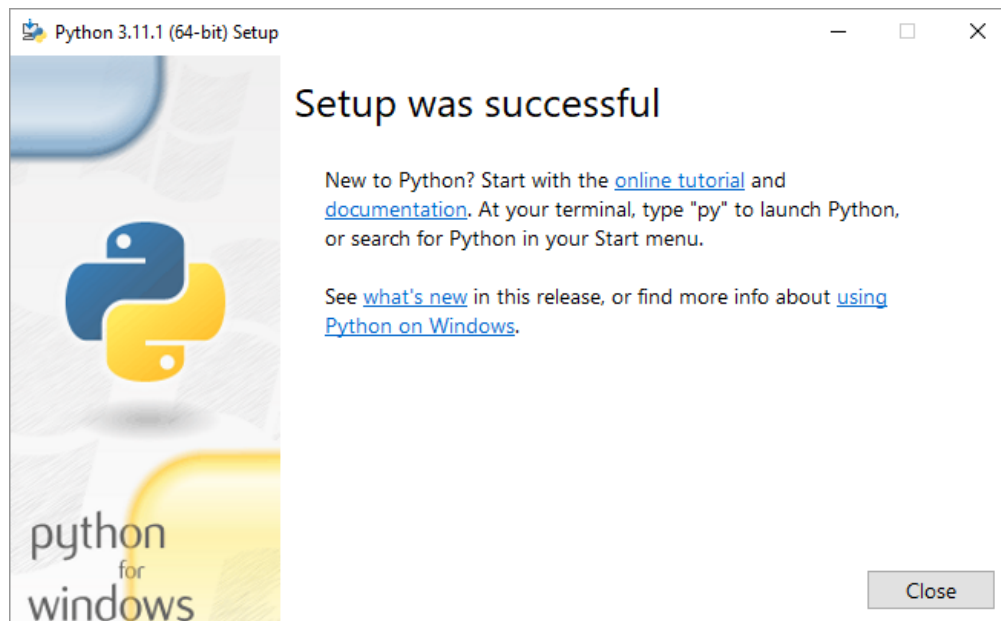 Python 3.11.1 (64-bit) Setup
Setup was successful
New to Python? Start with the online tutorial and
documentation. At your terminal, type "py" to launch Python,
or search for Python in your Start menu.
See what's new in this release, or find more info about using
Python on Windows.
python
for
windows
Close